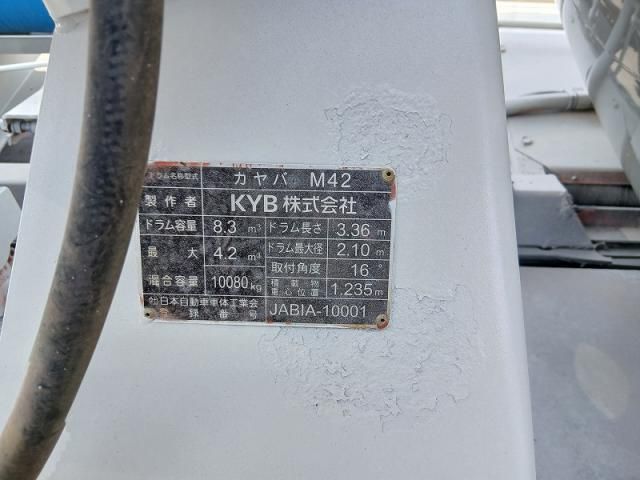 ドラム名称型式 カヤバ M42
製作者 KYB株式会社
ドラム容量 8.3 m³ ドラム長さ 3.36 m
最大 4.2 m³ ドラム最大径 2.10 m
混合容量 10080kg 取付角度 16°
積載物重心位置 1.235m
㈳日本自動車車体工業会
登録番号 JABIA-10001